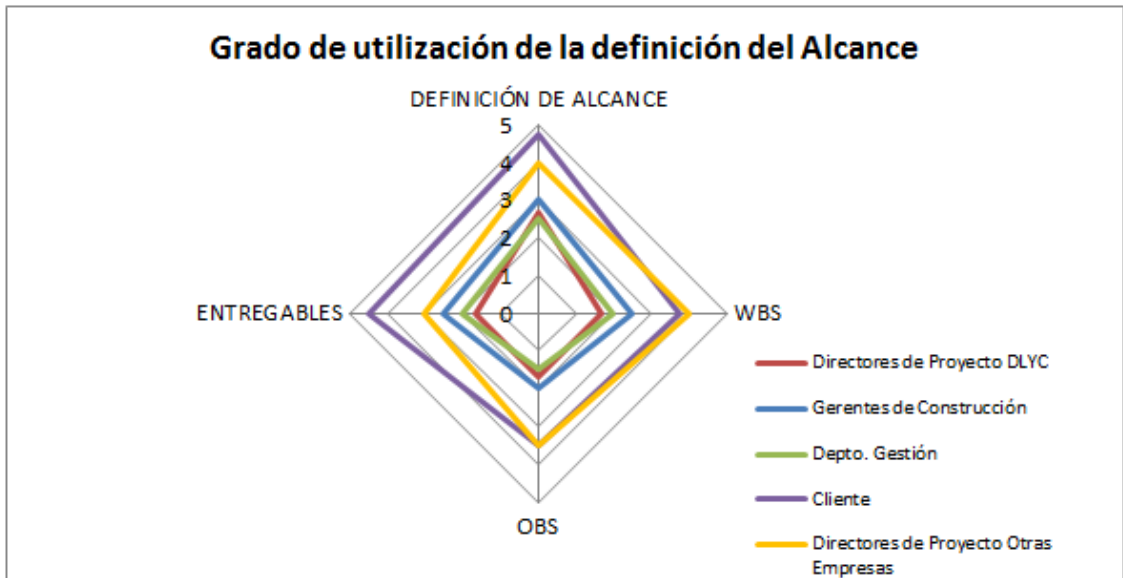 Grado de utilización de la definición del Alcance
DEFINICIÓN DE ALCANCE
5
4
3
2
1
0
ENTREGABLES
WBS
OBS
Directores de Proyecto DLYC
Gerentes de Construcción
Depto. Gestión
Cliente
Directores de Proyecto Otras
Empresas